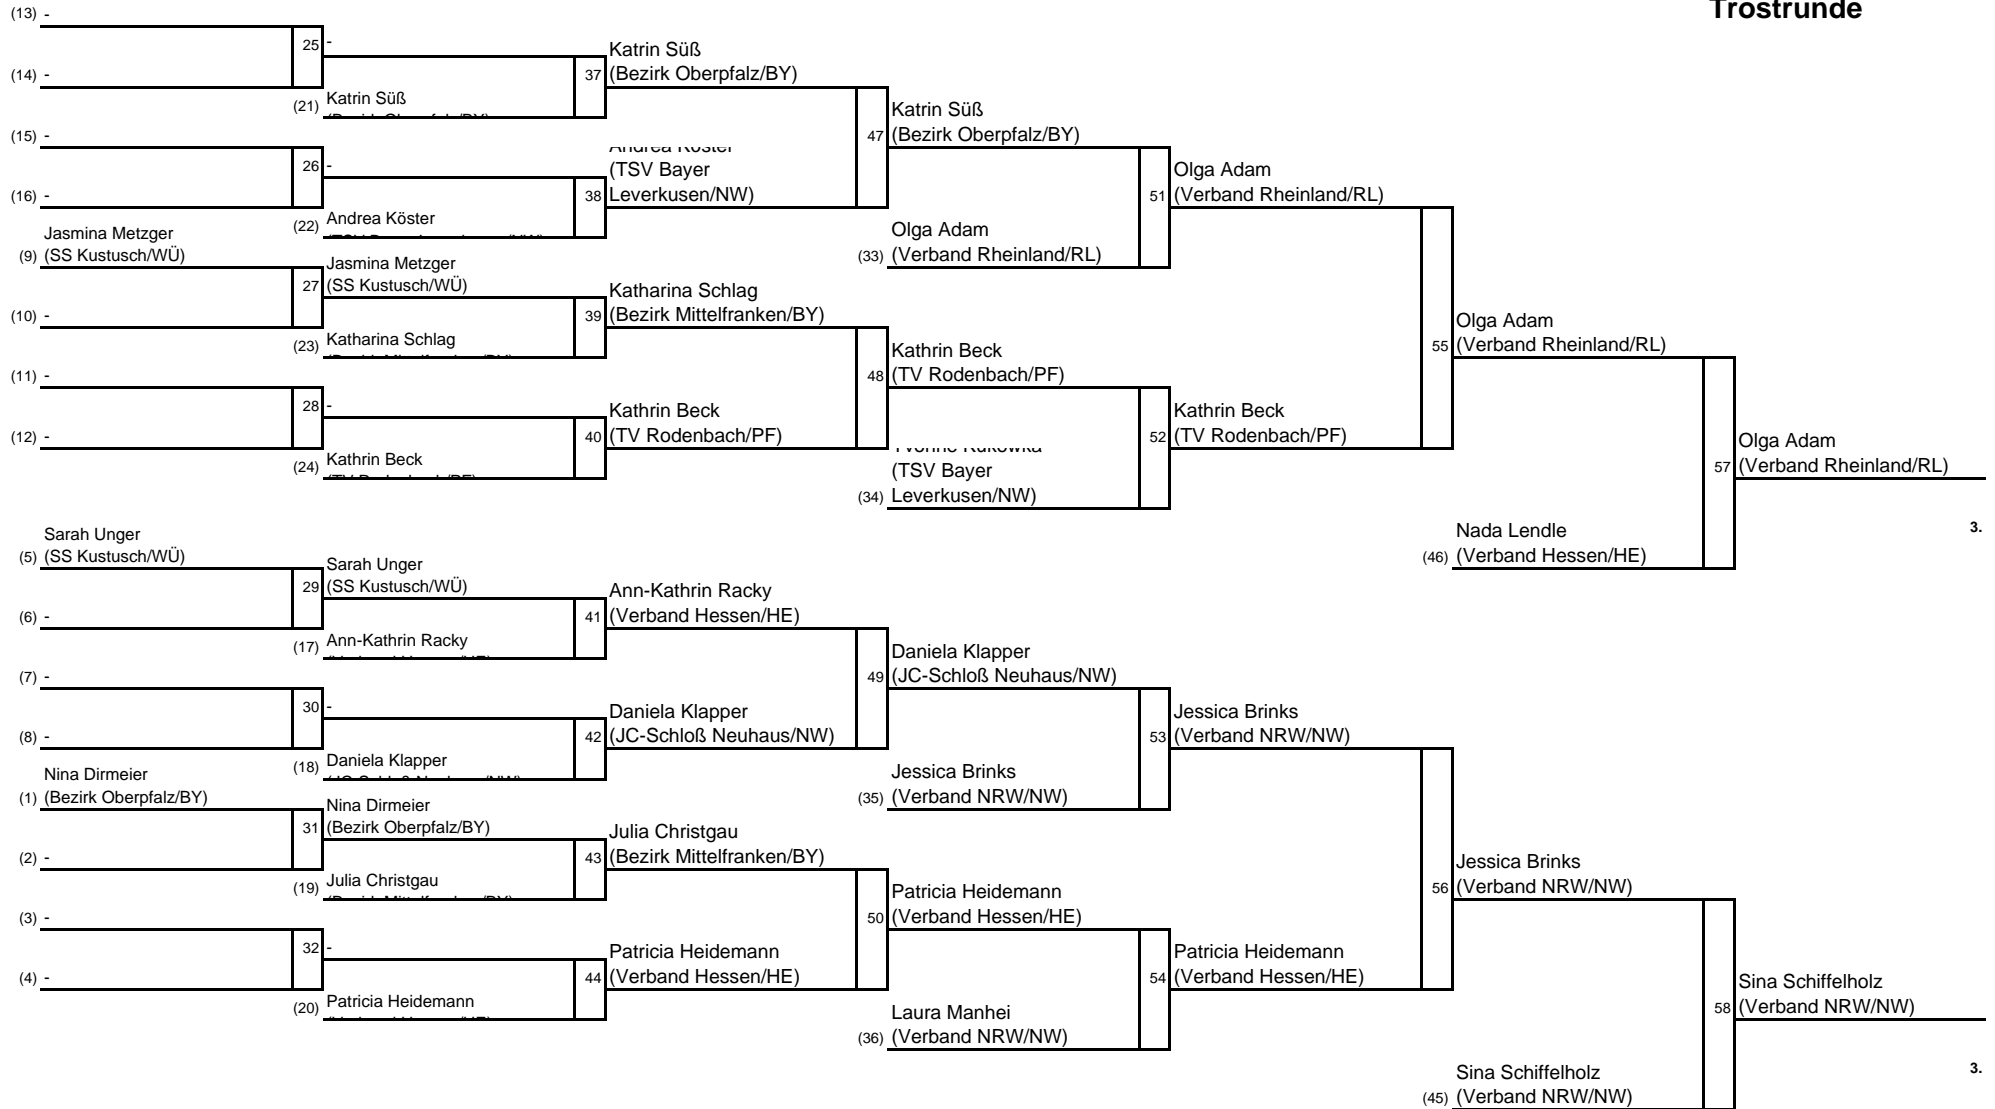 Trostrunde
(13) -
25 -
(14) -
(21) Katrin Süß
37 Katrin Süß
(Bezirk Oberpfalz/BY)
(15) -
26 -
(16) -
(22) Andrea Köster
38 Andrea Köster
(TSV Bayer
Leverkusen/NW)
47 Katrin Süß
(Bezirk Oberpfalz/BY)
(33) Olga Adam
(Verband Rheinland/RL)
51 Olga Adam
(Verband Rheinland/RL)
(9) Jasmina Metzger
(SS Kustusch/WÜ)
27 Jasmina Metzger
(SS Kustusch/WÜ)
(10) -
(23) Katharina Schlag
39 Katharina Schlag
(Bezirk Mittelfranken/BY)
(11) -
28 -
(12) -
(24) Kathrin Beck
40 Kathrin Beck
(TV Rodenbach/PF)
48 Kathrin Beck
(TV Rodenbach/PF)
(34) (TSV Bayer
Leverkusen/NW)
52 Kathrin Beck
(TV Rodenbach/PF)
55 Olga Adam
(Verband Rheinland/RL)
(46) Nada Lendle
(Verband Hessen/HE)
57 Olga Adam
(Verband Rheinland/RL)
3.
(5) Sarah Unger
(SS Kustusch/WÜ)
29 Sarah Unger
(SS Kustusch/WÜ)
(6) -
(17) Ann-Kathrin Racky
41 Ann-Kathrin Racky
(Verband Hessen/HE)
(7) -
30 -
(8) -
(18) Daniela Klapper
42 Daniela Klapper
(JC-Schloß Neuhaus/NW)
49 Daniela Klapper
(JC-Schloß Neuhaus/NW)
(35) Jessica Brinks
(Verband NRW/NW)
53 Jessica Brinks
(Verband NRW/NW)
(1) Nina Dirmeier
(Bezirk Oberpfalz/BY)
31 Nina Dirmeier
(Bezirk Oberpfalz/BY)
(2) -
(19) Julia Christgau
43 Julia Christgau
(Bezirk Mittelfranken/BY)
(3) -
32 -
(4) -
(20) Patricia Heidemann
44 Patricia Heidemann
(Verband Hessen/HE)
50 Patricia Heidemann
(Verband Hessen/HE)
(36) Laura Manhei
(Verband NRW/NW)
54 Patricia Heidemann
(Verband Hessen/HE)
56 Jessica Brinks
(Verband NRW/NW)
(45) Sina Schiffelholz
(Verband NRW/NW)
58 Sina Schiffelholz
(Verband NRW/NW)
3.